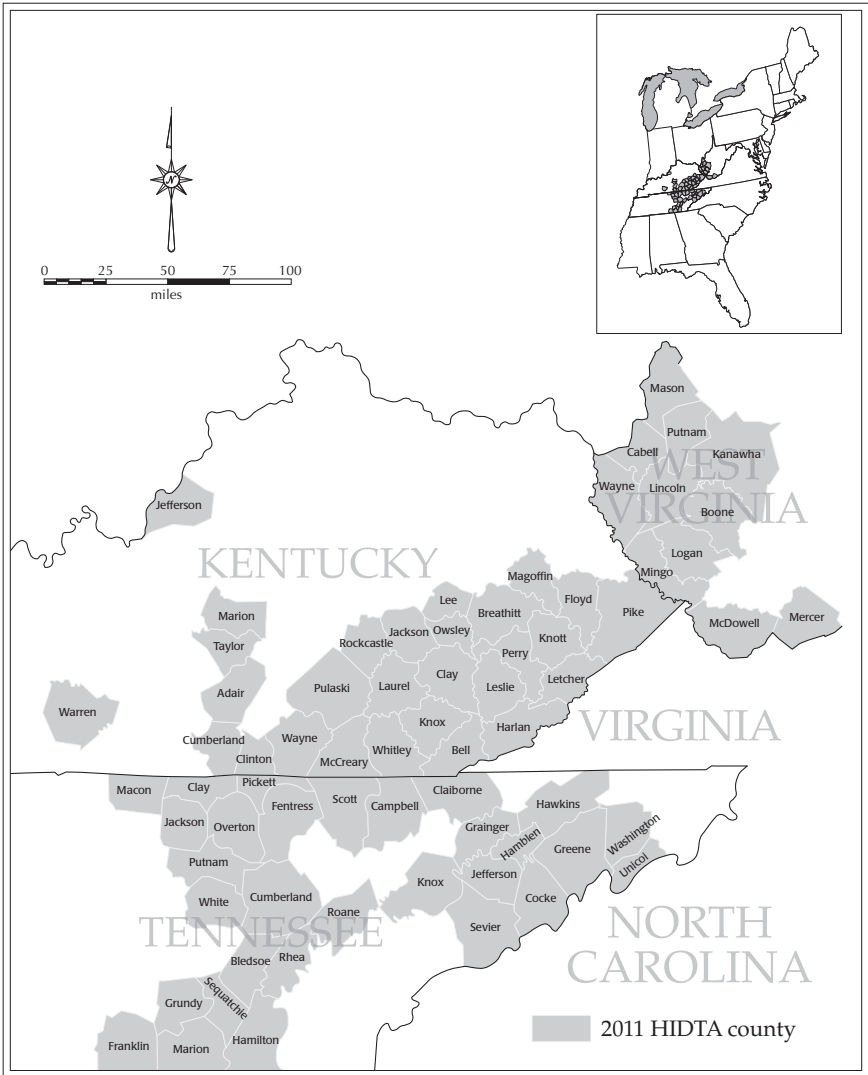 N
0 25 50 75 100
miles
Mason
Putnam
Cabell
Kanawha
WEST
VIRGINIA
Wayne
Lincoln
Boone
Logan
Mingo
McDowell
Mercer
Jefferson
KENTUCKY
Marion
Taylor
Adair
Warren
Cumberland
Clinton
Wayne
McCreary
Pulaski
Rockcastle
Jackson
Lee
Owsley
Breathitt
Magoffin
Floyd
Pike
Knott
Perry
Clay
Laurel
Leslie
Letcher
Knox
Harlan
Whitley
Bell
VIRGINIA
Macon
Clay
Pickett
Fentress
Scott
Campbell
Claiborne
Jackson
Overton
Putnam
White
Cumberland
Roane
Knox
Grainger
Hamblen
Hawkins
Greene
Washington
Unicoi
Jefferson
Cocke
Sevier
TENNESSEE
Bledsoe
Rhea
Sequatchie
Grundy
Franklin
Marion
Hamilton
NORTH
CAROLINA
2011 HIDTA county